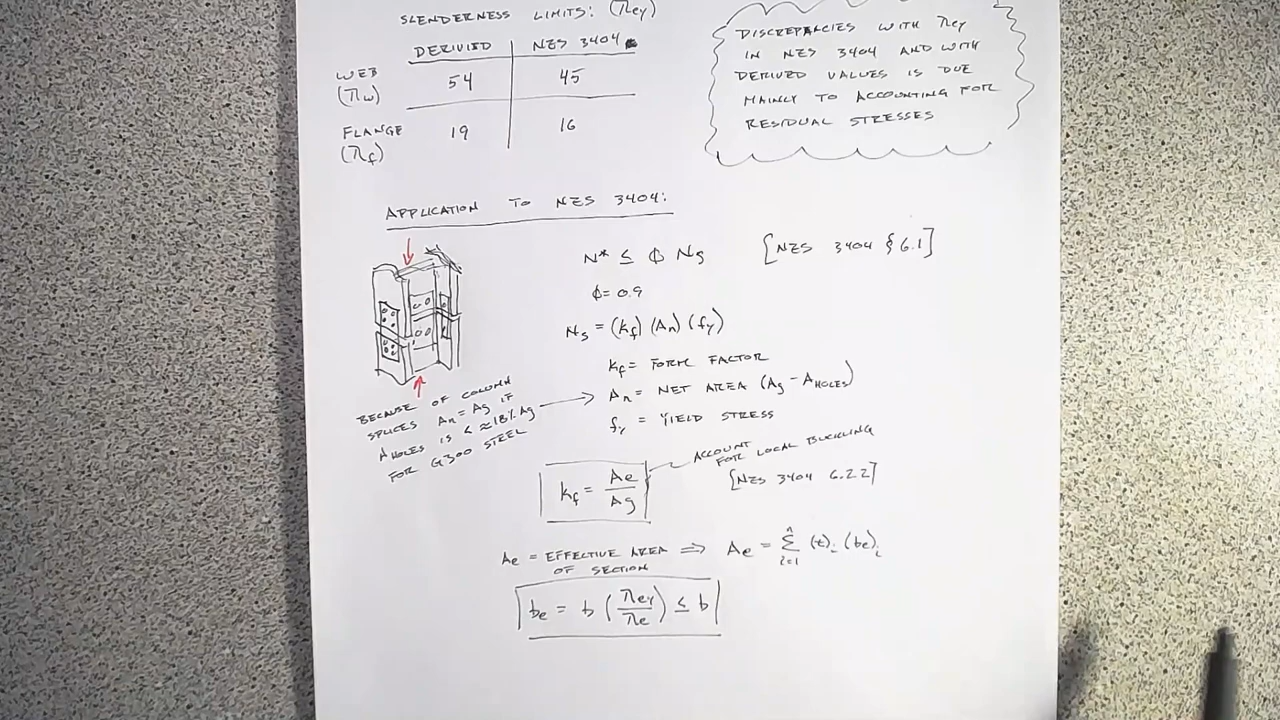 SLENDERNESS LIMITS: (λey)
DERIVED NZS 3404
WEB (λw) 54 45
FLANGE (λf) 19 16
DISCREPANCIES WITH λey
IN NZS 3404 AND WITH
DERIVED VALUES IS DUE
MAINLY TO ACCOUNTING FOR
RESIDUAL STRESSES
APPLICATION TO NZS 3404:
N* ≤ φ Ns [NZS 3404 § 6.1]
φ = 0.9
Ns = (kf) (An) (fy)
kf = FORM FACTOR
An = NET AREA (Ag - AHOLES)
fy = YIELD STRESS
BECAUSE OF COLUMN
SPLICES An = Ag IF
AHOLES IS < ≈ 18% Ag
FOR G300 STEEL
kf = Ae/Ag
ACCOUNT
FOR LOCAL BUCKLING
[NZS 3404 6.2.2]
Ae = EFFECTIVE AREA ⇒ Ae = Σ_{i=1}^{n} (t)i (be)i
OF SECTION
be = b (λey/λe) ≤ b